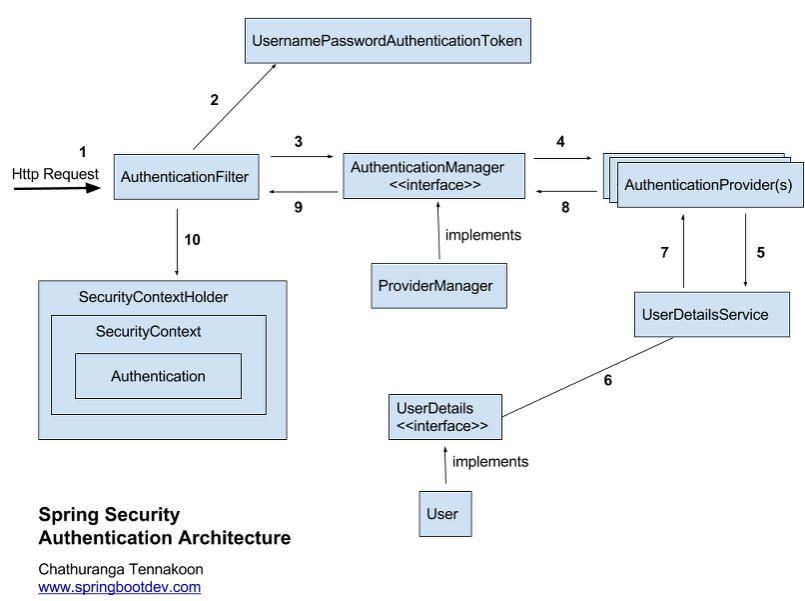 UsernamePasswordAuthenticationToken
2
1
Http Request
AuthenticationFilter
3
9
AuthenticationManager
<<interface>>
4
8
AuthenticationProvider(s)
10
implements
ProviderManager
7
5
UserDetailsService
SecurityContextHolder
SecurityContext
Authentication
6
UserDetails
<<interface>>
implements
User
Spring Security
Authentication Architecture
Chathuranga Tennakoon
www.springbootdev.com